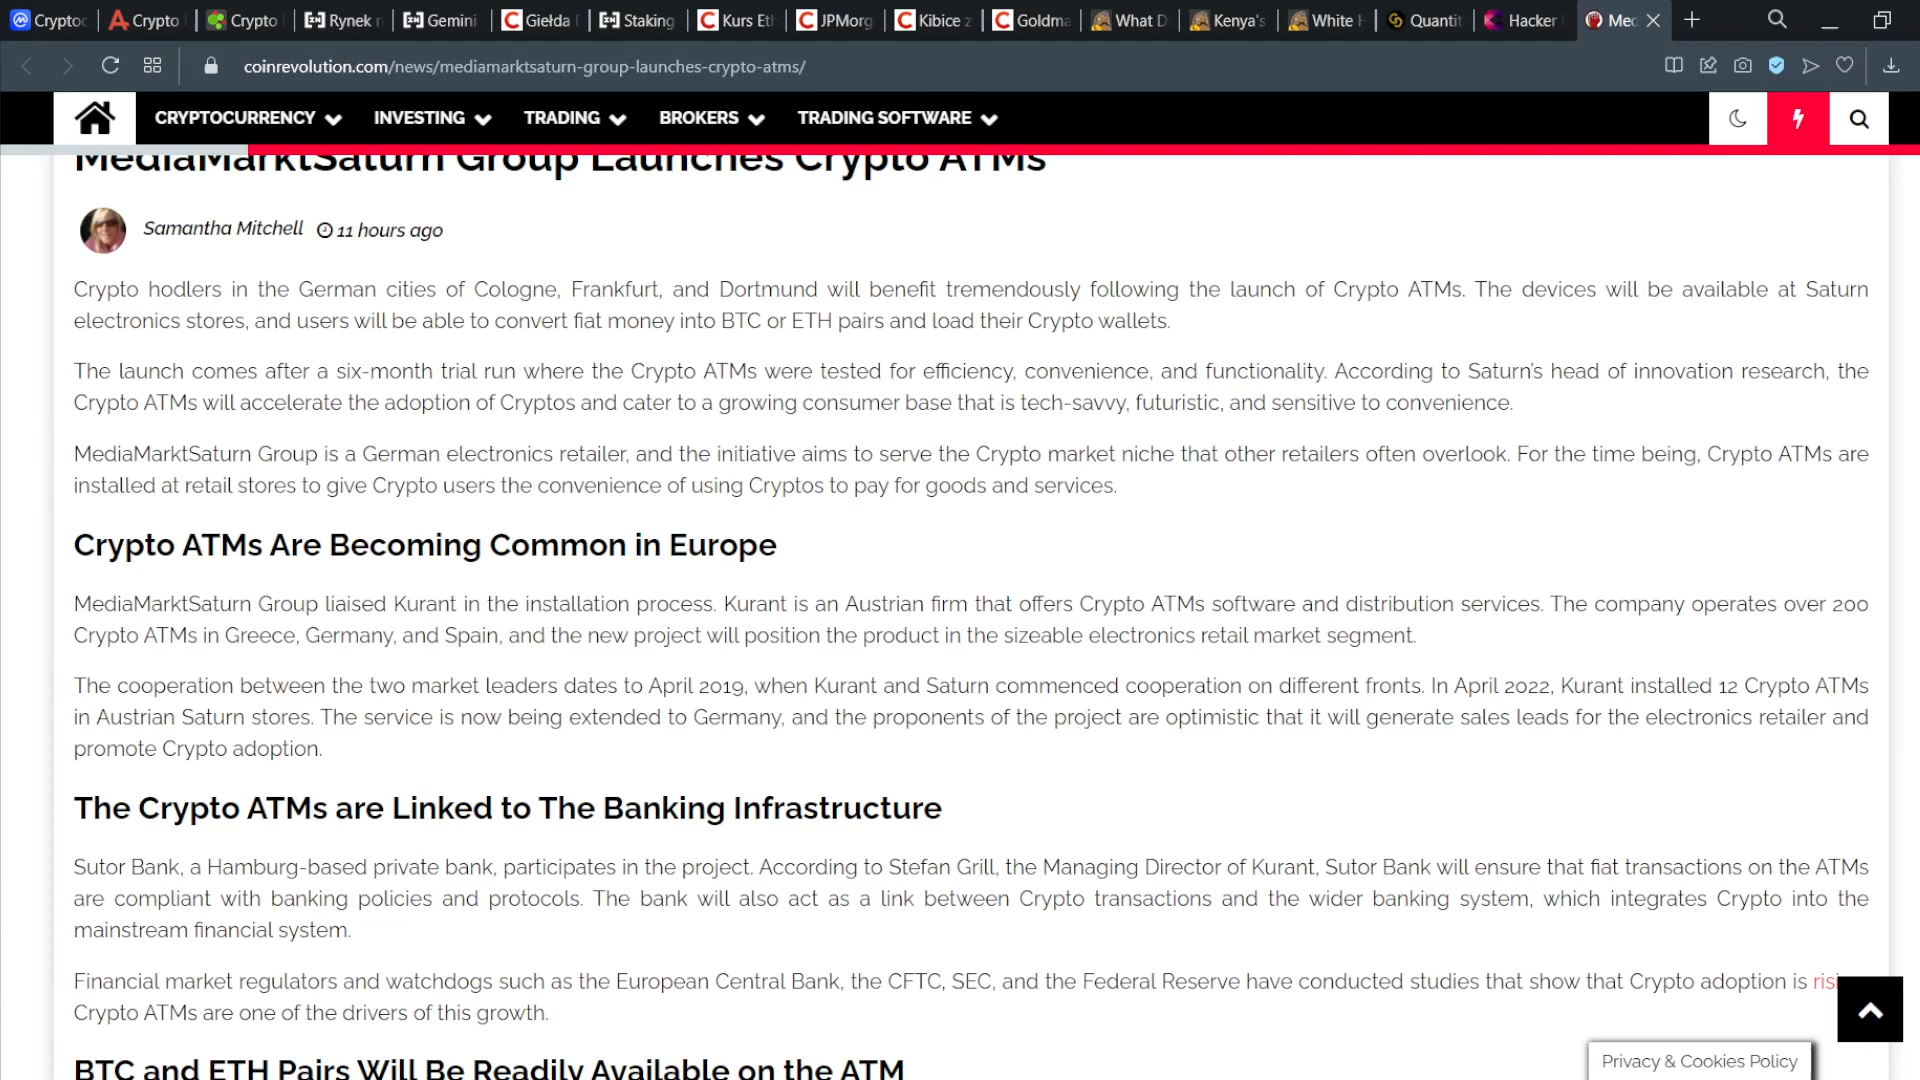 Cryptoc
Crypto
Crypto
Rynek n
Gemini
Giełda
Staking
Kurs Eth
JPMorg
Kibice z
Goldma
What D
Kenya's
White H
Quantit
Hacker
Med
coinrevolution.com/news/mediamarktsaturn-group-launches-crypto-atms/
CRYPTOCURRENCY INVESTING TRADING BROKERS TRADING SOFTWARE
MediaMarktSaturn Group Launches Crypto ATMs
Samantha Mitchell 11 hours ago
Crypto hodlers in the German cities of Cologne, Frankfurt, and Dortmund will benefit tremendously following the launch of Crypto ATMs. The devices will be available at Saturn
electronics stores, and users will be able to convert fiat money into BTC or ETH pairs and load their Crypto wallets.
The launch comes after a six-month trial run where the Crypto ATMs were tested for efficiency, convenience, and functionality. According to Saturn's head of innovation research, the
Crypto ATMs will accelerate the adoption of Cryptos and cater to a growing consumer base that is tech-savvy, futuristic, and sensitive to convenience.
MediaMarktSaturn Group is a German electronics retailer, and the initiative aims to serve the Crypto market niche that other retailers often overlook. For the time being, Crypto ATMs are
installed at retail stores to give Crypto users the convenience of using Cryptos to pay for goods and services.
Crypto ATMs Are Becoming Common in Europe
MediaMarktSaturn Group liaised Kurant in the installation process. Kurant is an Austrian firm that offers Crypto ATMs software and distribution services. The company operates over 200
Crypto ATMs in Greece, Germany, and Spain, and the new project will position the product in the sizeable electronics retail market segment.
The cooperation between the two market leaders dates to April 2019, when Kurant and Saturn commenced cooperation on different fronts. In April 2022, Kurant installed 12 Crypto ATMs
in Austrian Saturn stores. The service is now being extended to Germany, and the proponents of the project are optimistic that it will generate sales leads for the electronics retailer and
promote Crypto adoption.
The Crypto ATMs are Linked to The Banking Infrastructure
Sutor Bank, a Hamburg-based private bank, participates in the project. According to Stefan Grill, the Managing Director of Kurant, Sutor Bank will ensure that fiat transactions on the ATMs
are compliant with banking policies and protocols. The bank will also act as a link between Crypto transactions and the wider banking system, which integrates Crypto into the
mainstream financial system.
Financial market regulators and watchdogs such as the European Central Bank, the CFTC, SEC, and the Federal Reserve have conducted studies that show that Crypto adoption is risi
Crypto ATMs are one of the drivers of this growth.
BTC and ETH Pairs Will Be Readily Available on the ATM
Privacy & Cookies Policy